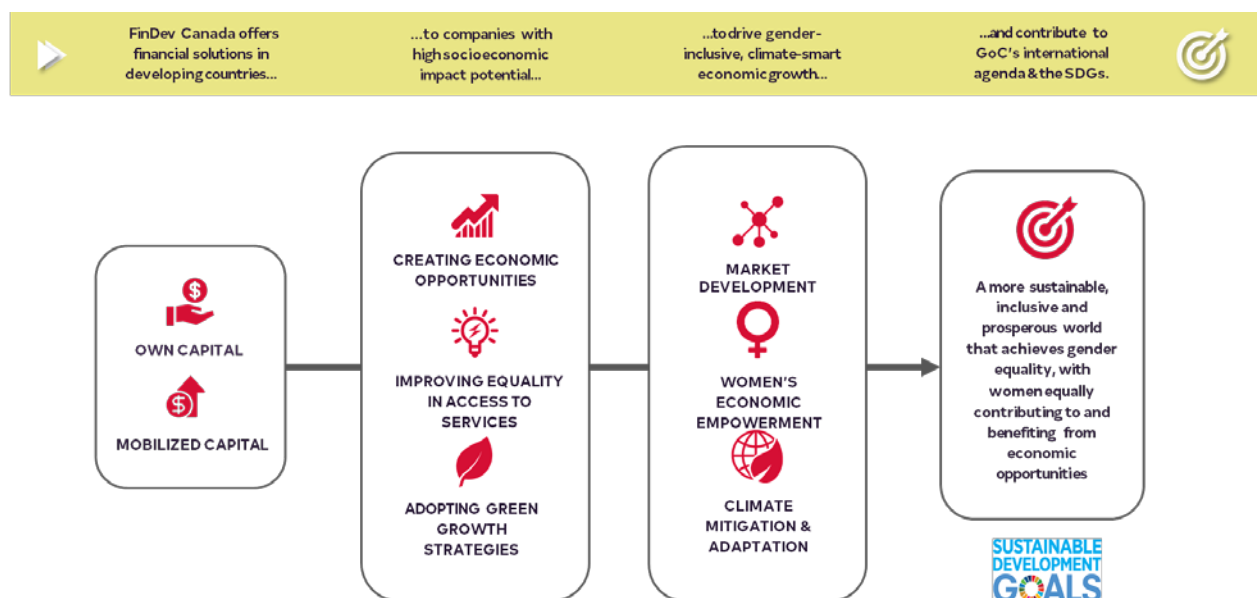 FinDev Canada offers
financial solutions in
developing countries...
...to companies with
high socioeconomic
impact potential...
...to drive gender-
inclusive, climate-smart
economic growth...
...and contribute to
GoC's international
agenda & the SDGs.
OWN CAPITAL
MOBILIZED CAPITAL
CREATING ECONOMIC
OPPORTUNITIES
IMPROVING EQUALITY
IN ACCESS TO
SERVICES
ADOPTING GREEN
GROWTH
STRATEGIES
MARKET
DEVELOPMENT
WOMEN'S
ECONOMIC
EMPOWERMENT
CLIMATE
MITIGATION &
ADAPTATION
A more sustainable,
inclusive and
prosperous world
that achieves gender
equality, with
women equally
contributing to and
benefiting from
economic
opportunities
SUSTAINABLE
DEVELOPMENT
GOALS